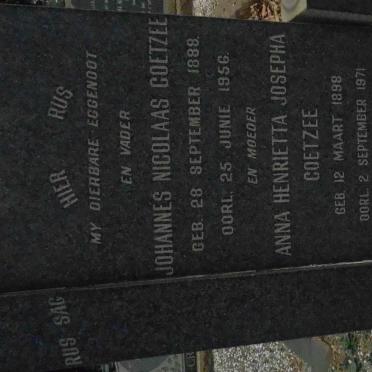 HIER RUS
MY DIERBARE EGGENOOT
EN VADER
JOHANNES NICOLAAS COETZEE
GEB. 28 SEPTEMBER 1889.
OORL. 25 JUNIE 1956.
EN MOEDER
ANNA HENRIETTA JOSEPHA
COETZEE
GEB. 12 MAART 1898
OORL. 2 SEPTEMBER 1971
RUS SAG